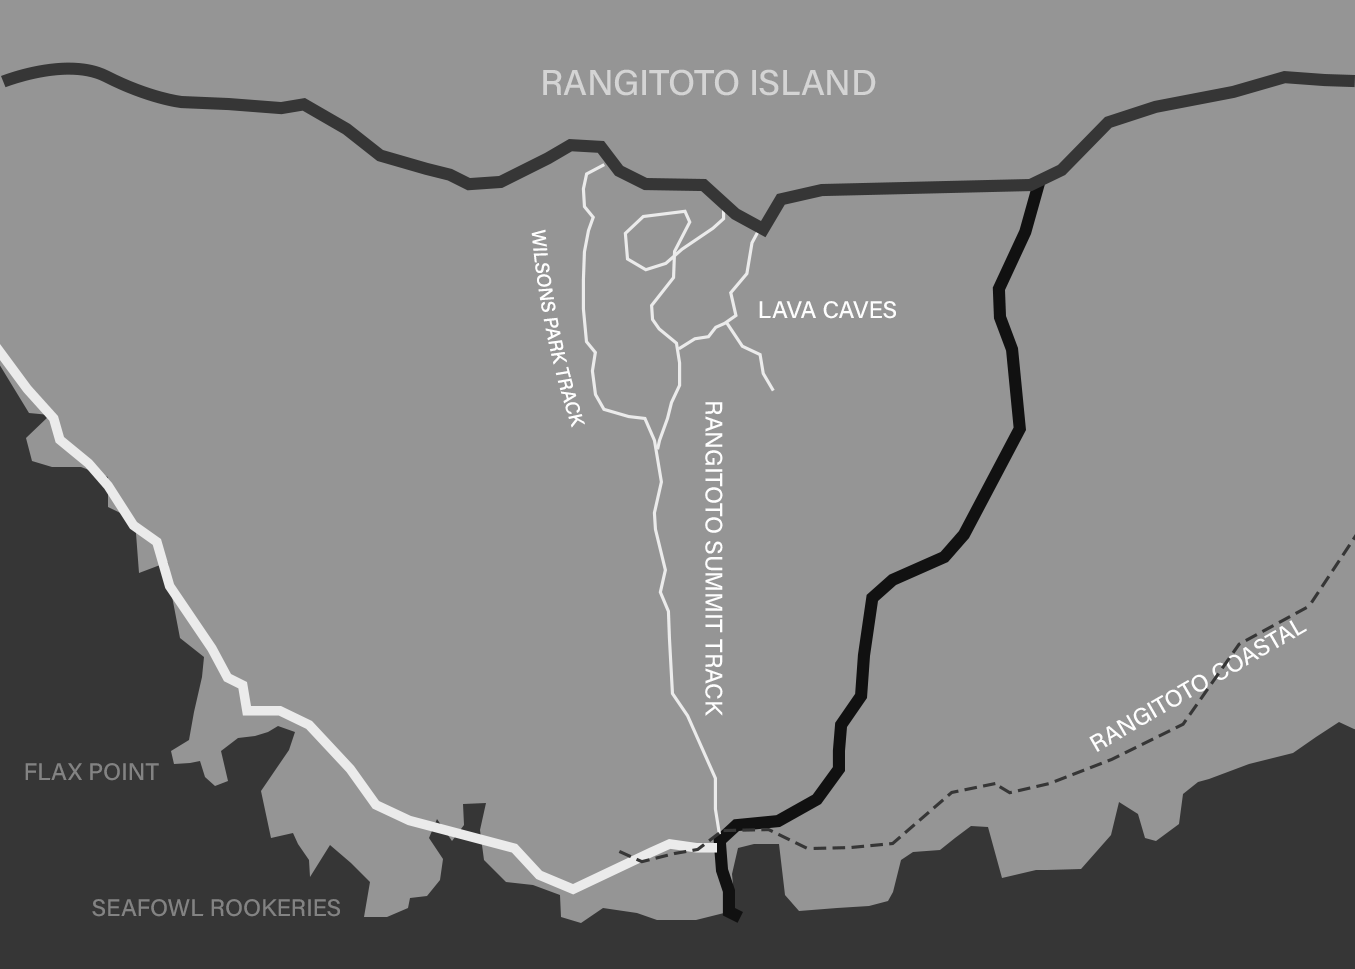 RANGITOTO ISLAND
WILSONS PARK TRACK
LAVA CAVES
RANGITOTO SUMMIT TRACK
RANGITOTO COASTAL
FLAX POINT
SEAFOWL ROOKERIES